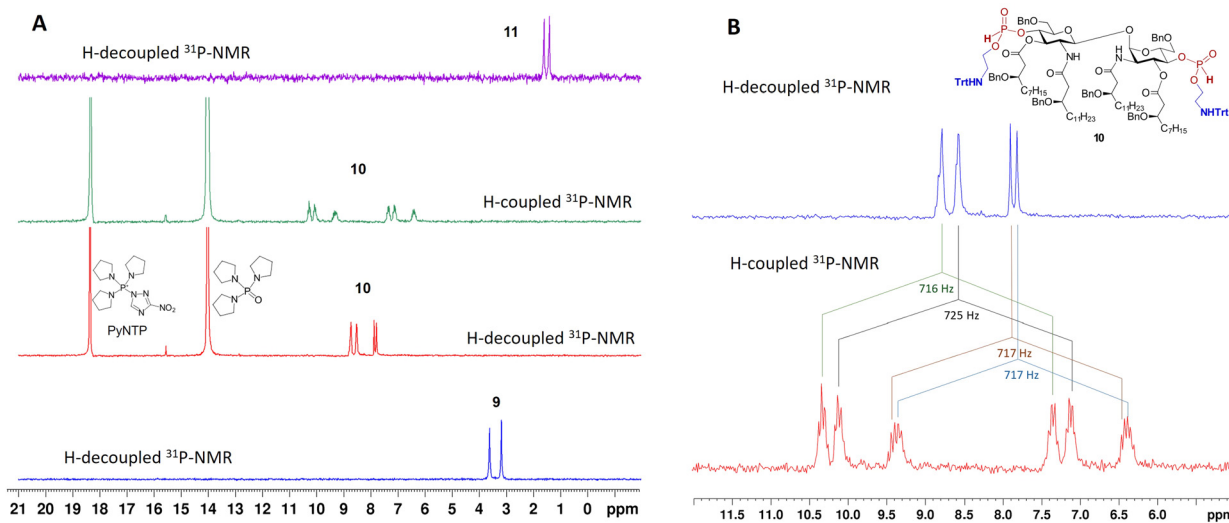 A
11
H-decoupled ³¹P-NMR
10
H-coupled ³¹P-NMR
N
N
N
P⁺
N
N
N
NO₂
PyNTP
N
N
P
N
O
10
H-decoupled ³¹P-NMR
9
H-decoupled ³¹P-NMR
21 20 19 18 17 16 15 14 13 12 11 10 9 8 7 6 5 4 3 2 1 0 ppm
B
H-decoupled ³¹P-NMR
O
BnO
O
O
BnO
H P O
O
O
O
O
NH
HN
O
O
P
H
O
O
TrtHN
BnO
C₇H₁₅
BnO
C₁₁H₂₃
BnO
C₁₁H₂₃
BnO
C₇H₁₅
NHTrt
10
H-coupled ³¹P-NMR
716 Hz
725 Hz
717 Hz
717 Hz
11.5 11.0 10.5 10.0 9.5 9.0 8.5 8.0 7.5 7.0 6.5 ppm